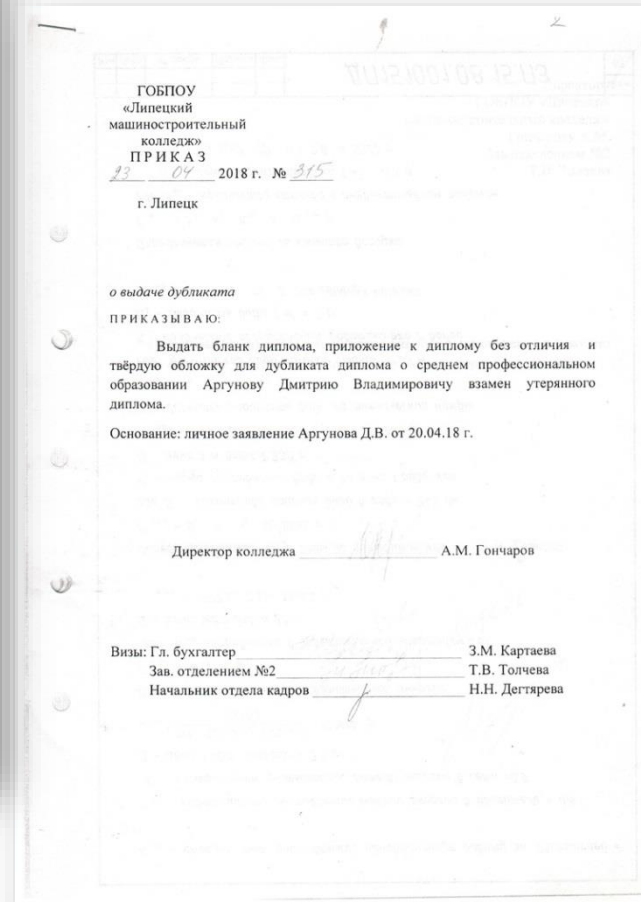 ГОБПОУ
«Липецкий
машиностроительный
колледж»
ПРИКАЗ
23 04 2018 г. № 315
г. Липецк
о выдаче дубликата
ПРИКАЗЫВАЮ:
Выдать бланк диплома, приложение к диплому без отличия и
твёрдую обложку для дубликата диплома о среднем профессиональном
образовании Аргунову Дмитрию Владимировичу взамен утерянного
диплома.
Основание: личное заявление Аргунова Д.В. от 20.04.18 г.
Директор колледжа А.М. Гончаров
Визы: Гл. бухгалтер З.М. Картаева
Зав. отделением №2 Т.В. Толчева
Начальник отдела кадров Н.Н. Дегтярева